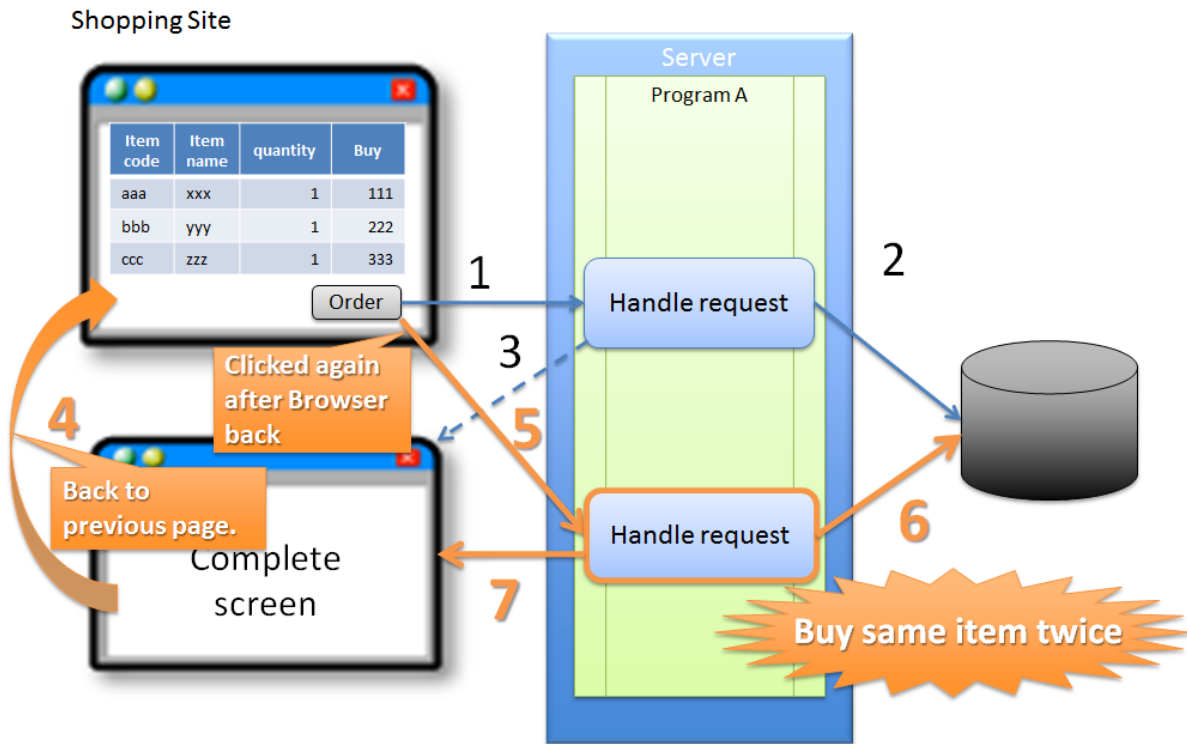 Shopping Site
Server
Program A
Item code
Item name
quantity
Buy
aaa xxx 1 111
bbb yyy 1 222
ccc zzz 1 333
Order
1
Handle request
2
3
Clicked again
after Browser
back
4
5
Back to
previous page.
Handle request
6
Complete
screen
7
Buy same item twice